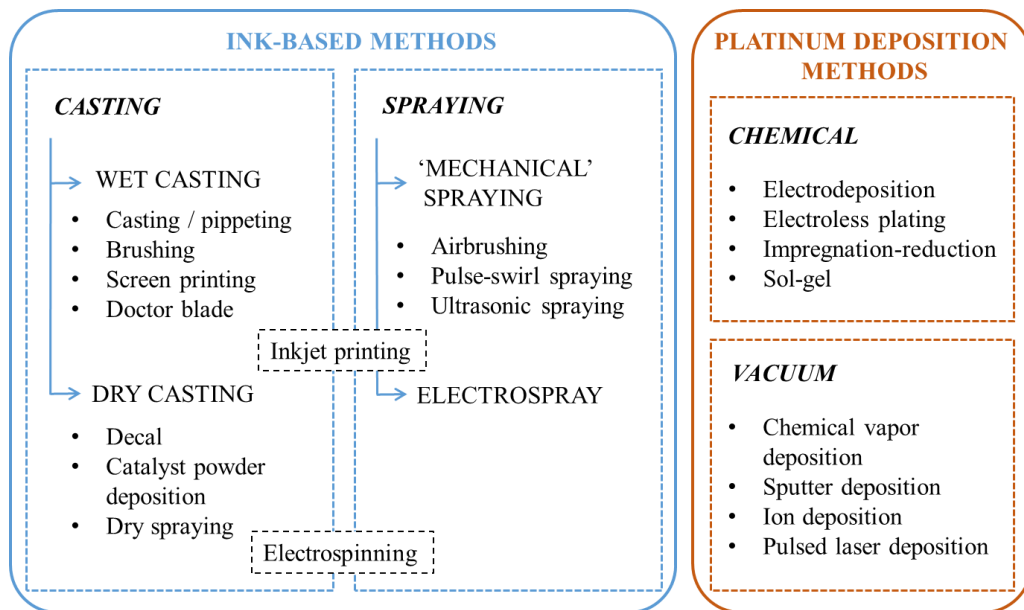 INK-BASED METHODS
CASTING
WET CASTING
• Casting / pippeting
• Brushing
• Screen printing
• Doctor blade
DRY CASTING
• Decal
• Catalyst powder
deposition
• Dry spraying
SPRAYING
‘MECHANICAL’
SPRAYING
• Airbrushing
• Pulse-swirl spraying
• Ultrasonic spraying
Inkjet printing
ELECTROSPRAY
Electrospinning
PLATINUM DEPOSITION
METHODS
CHEMICAL
• Electrodeposition
• Electroless plating
• Impregnation-reduction
• Sol-gel
VACUUM
• Chemical vapor
deposition
• Sputter deposition
• Ion deposition
• Pulsed laser deposition